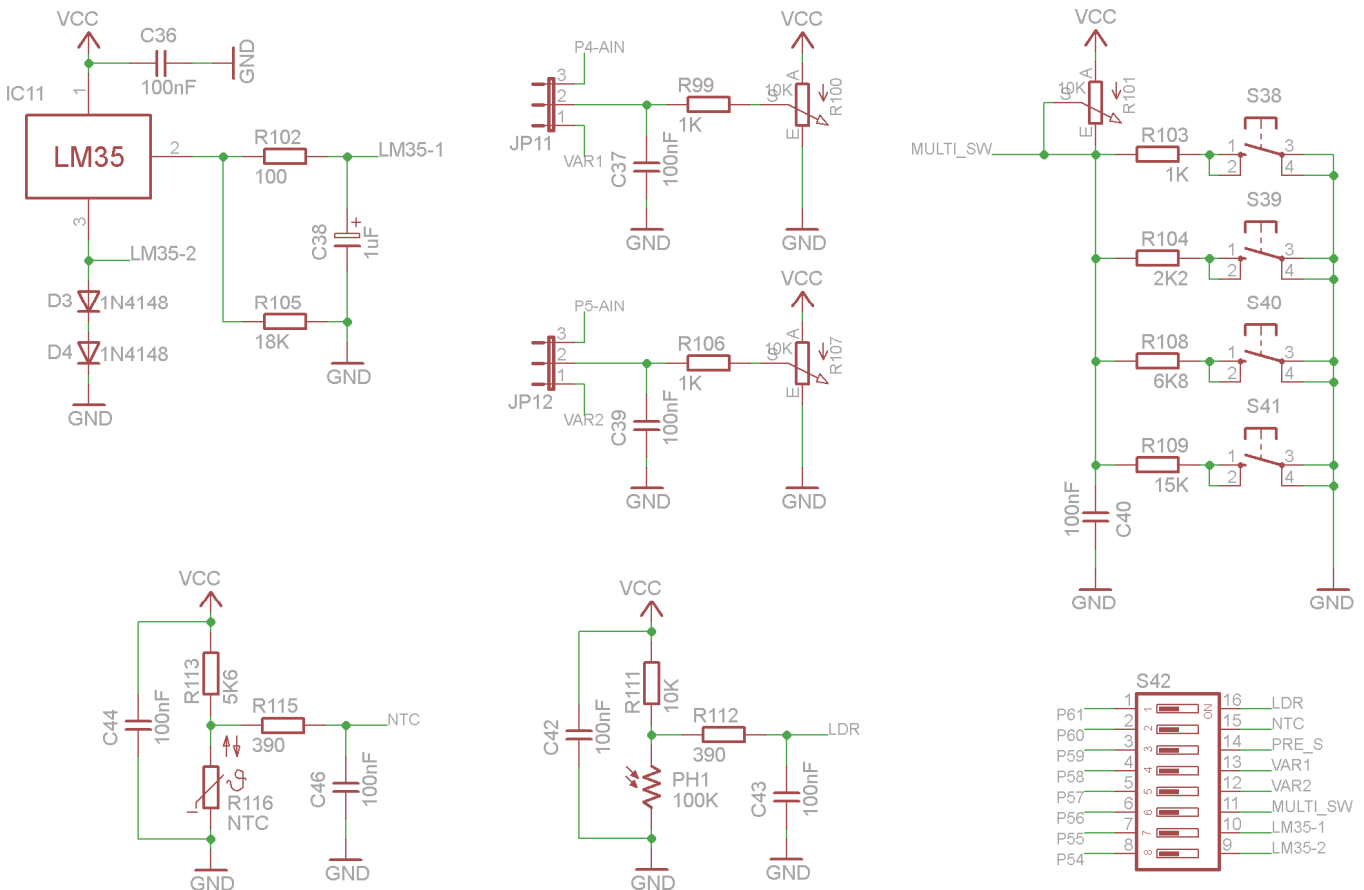 VCC
C36
100nF
GND
IC11
1
LM35
2
3
R102
100
LM35-1
C38
+
1uF
LM35-2
D3
1N4148
D4
1N4148
R105
18K
GND
GND
P4-AIN
3
2
1
JP11
VAR1
R99
1K
C37
100nF
GND
VCC
A
10K
S
R100
E
GND
P5-AIN
3
2
1
JP12
VAR2
R106
1K
C39
100nF
GND
VCC
A
10K
S
R107
E
GND
VCC
A
10K
S
R101
E
MULTI_SW
R103
1K
S38
1 3
2 4
R104
2K2
S39
1 3
2 4
R108
6K8
S40
1 3
2 4
R109
15K
S41
1 3
2 4
100nF
C40
GND
GND
VCC
R113
5K6
C44
100nF
R115
390
NTC
ϑ
R116
NTC
C46
100nF
GND
GND
VCC
R111
10K
C42
100nF
R112
390
LDR
PH1
100K
C43
100nF
GND
GND
S42
ON
P61 1 1 16 LDR
P60 2 2 15 NTC
P59 3 3 14 PRE_S
P58 4 4 13 VAR1
P57 5 5 12 VAR2
P56 6 6 11 MULTI_SW
P55 7 7 10 LM35-1
P54 8 8 9 LM35-2